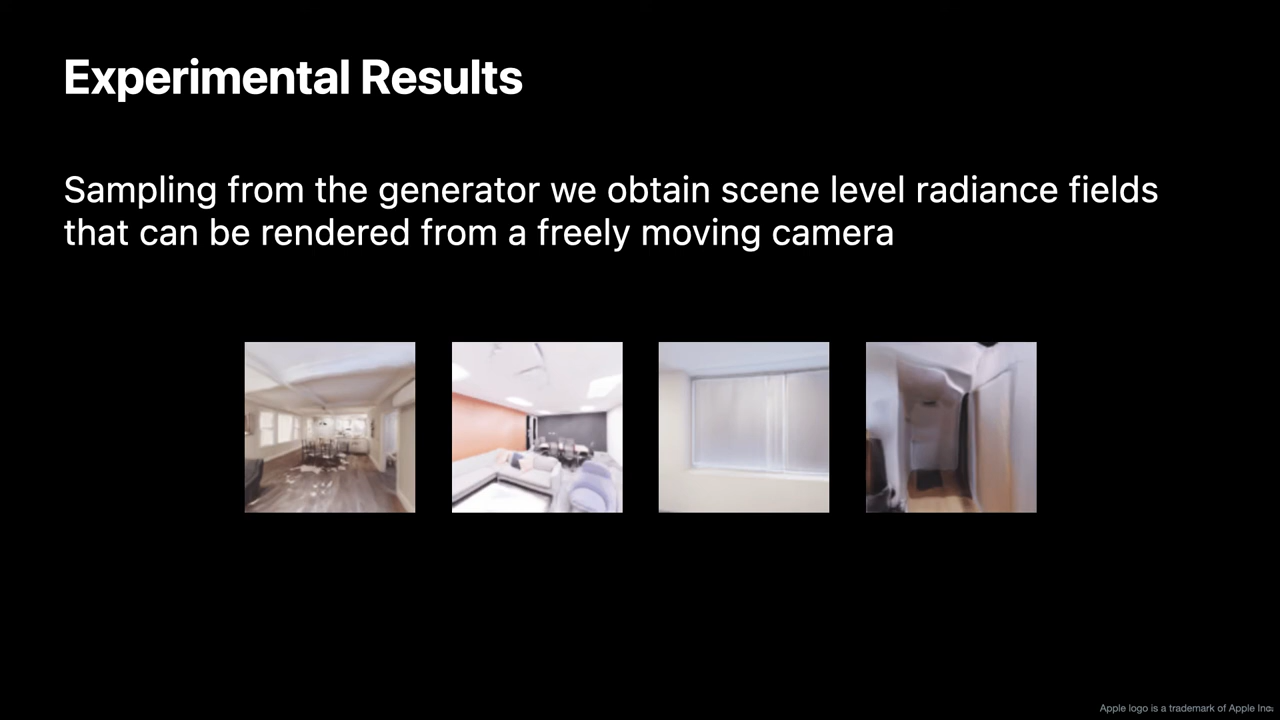 Experimental Results
Sampling from the generator we obtain scene level radiance fields
that can be rendered from a freely moving camera
Apple logo is a trademark of Apple Inc.